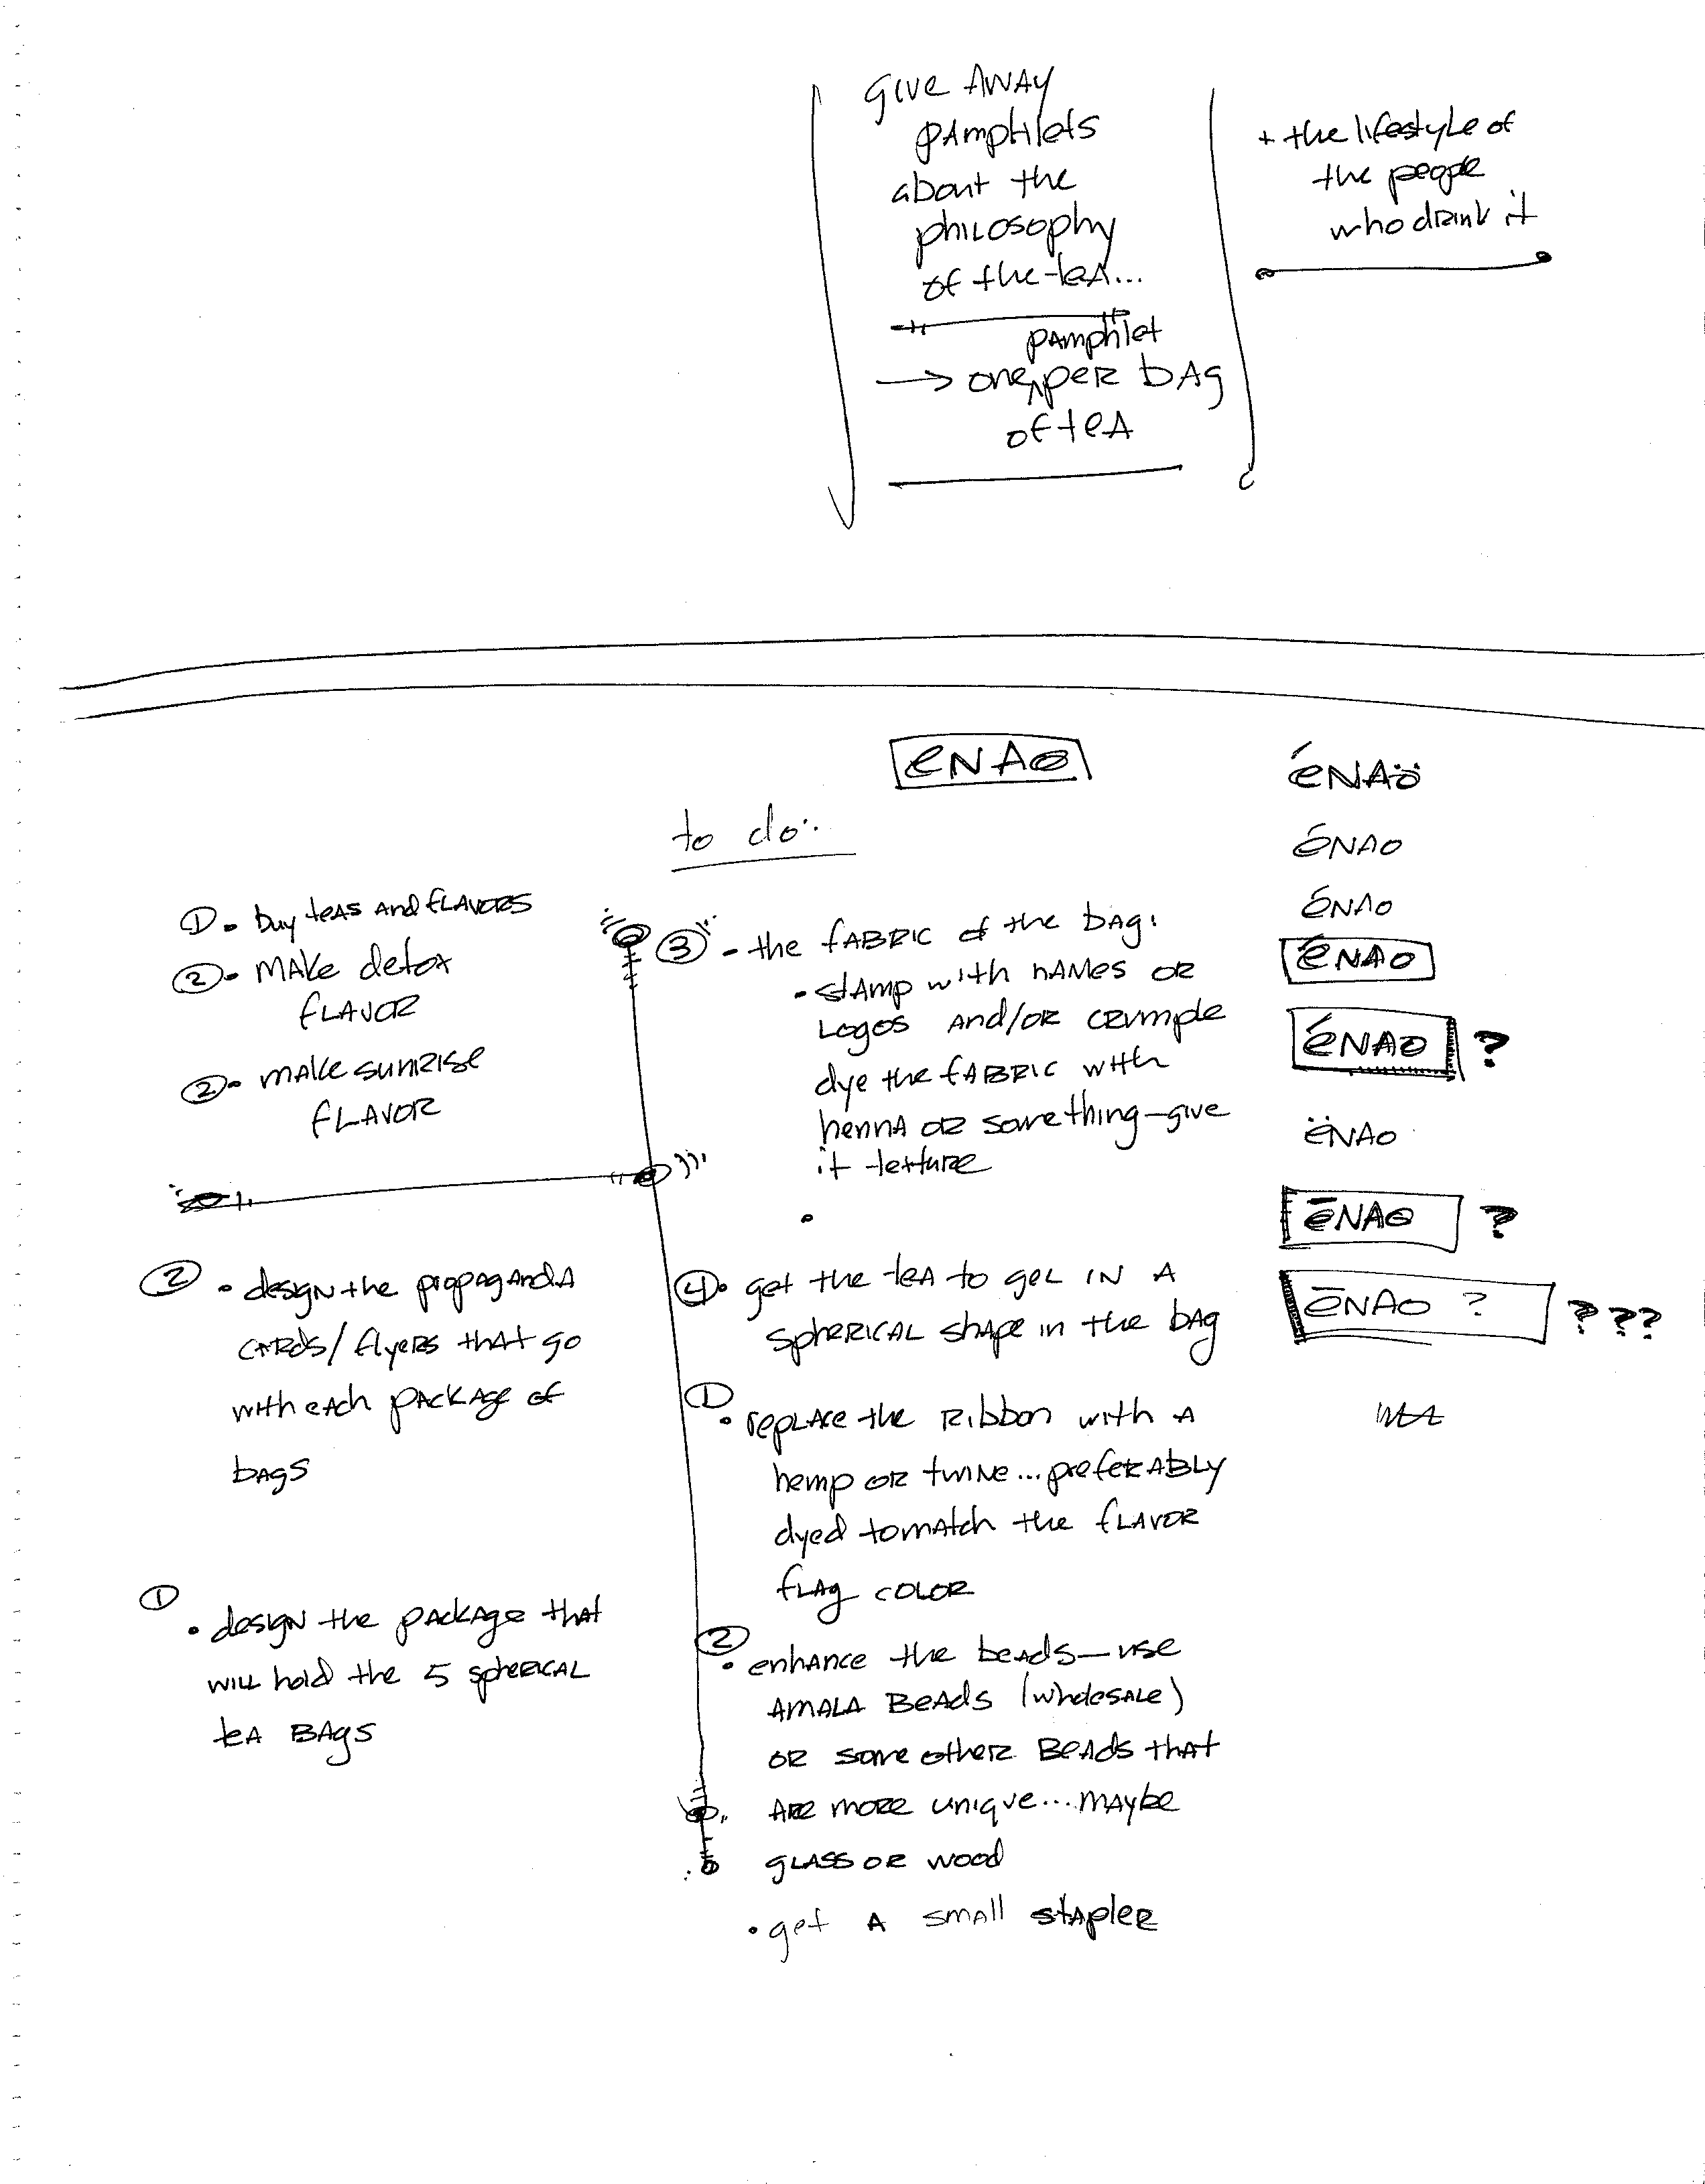 give away
pamphlets
about the
philosophy
of the tea...
pamphlet
→ one^per bag
of tea
+ the lifestyle of
the people
who drink it
eNAO
to do:
① • buy teas and flavors
② • make detox
flavor
② • make sunrise
flavor
② • design the propaganda
cards/flyers that go
with each package of
bags
① • design the package that
will hold the 5 spherical
tea bags
③ - the fabric of the bag:
• stamp with names or
logos and/or crumple
dye the fabric with
henna or something—give
it texture
•
④ • get the tea to gel in a
spherical shape in the bag
① • replace the ribbon with a
hemp or twine...preferably
dyed to match the flavor
flag color
② • enhance the beads—use
amala beads (wholesale)
or some other beads that
are more unique...maybe
glass or wood
• get a small stapler
éNAÖ
éNAO
éNAO
éNAO
éNAO ?
ëNAO
ēNAO ?
ēNAO ? ???